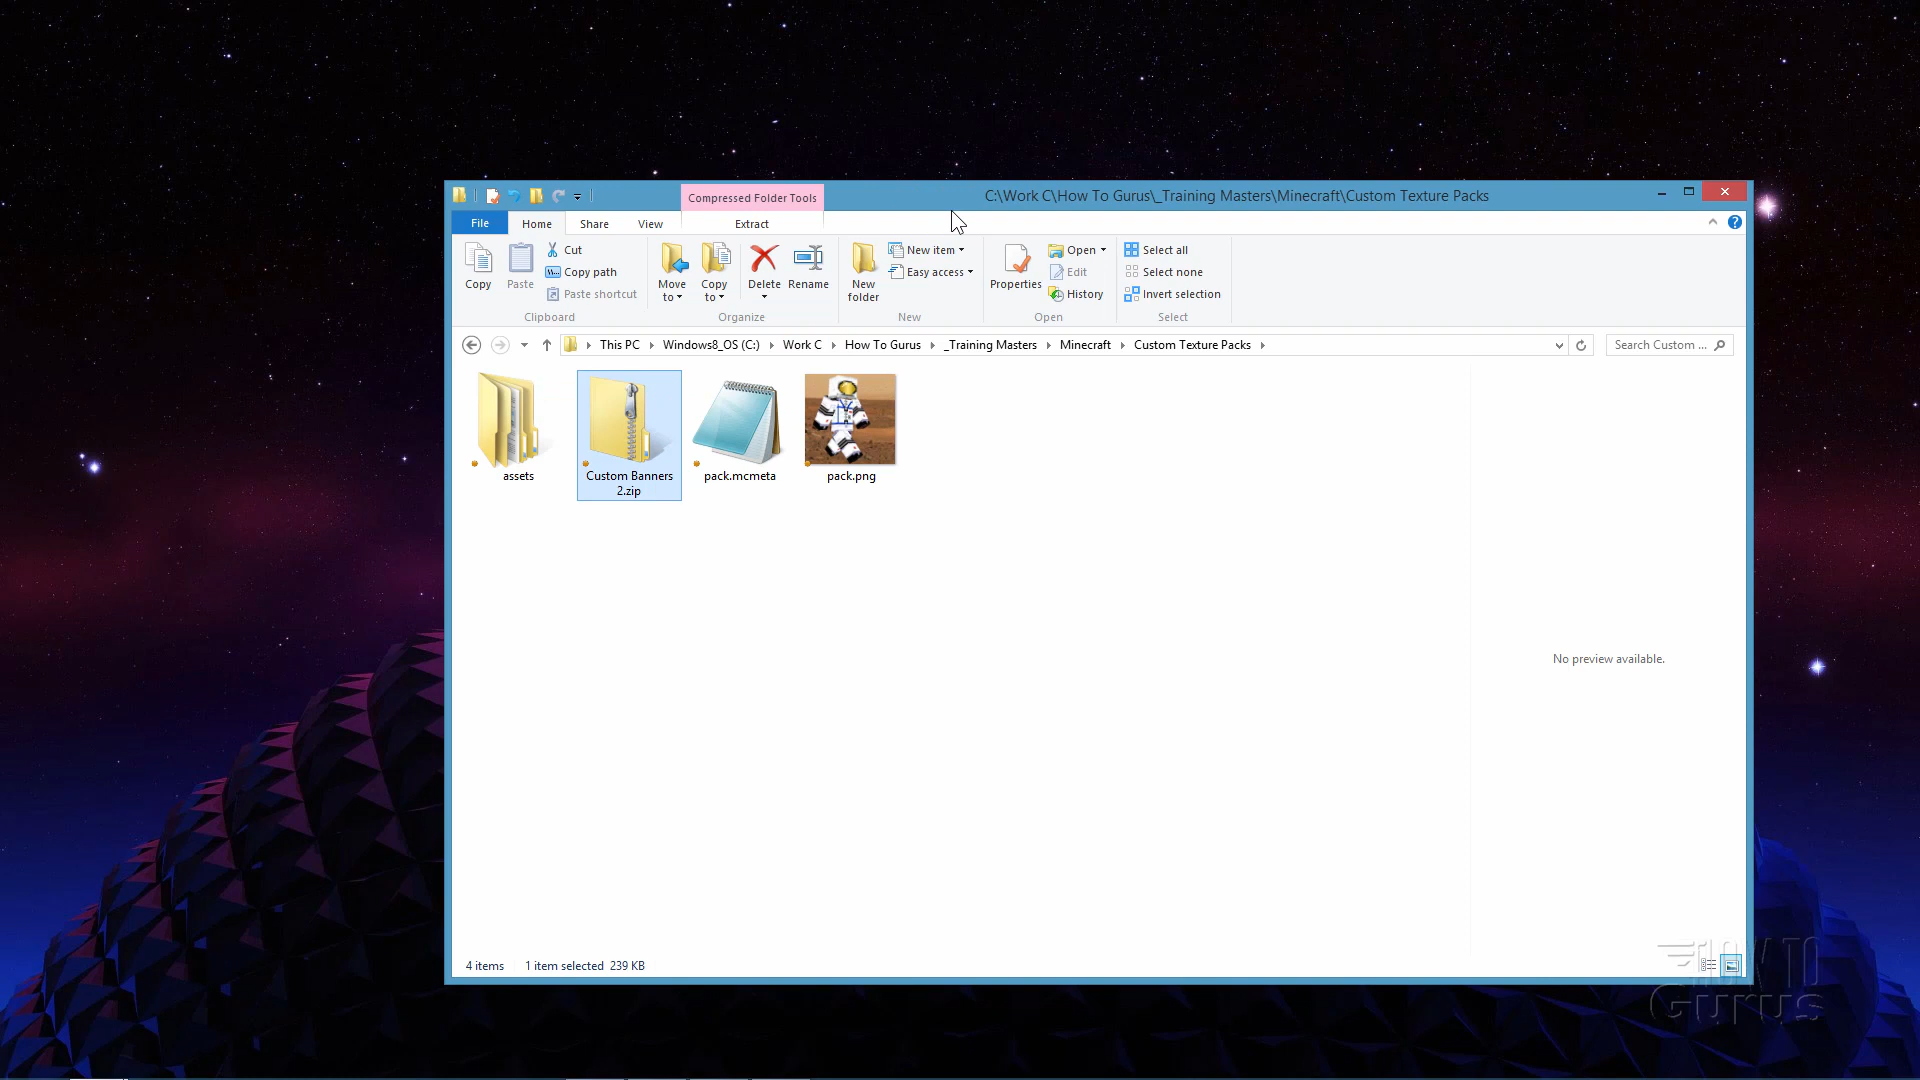 Compressed Folder Tools
C:\Work C\How To Gurus\_Training Masters\Minecraft\Custom Texture Packs
File Home Share View Extract
Copy
Paste
Cut
Copy path
Paste shortcut
Clipboard
Move to
Copy to
Delete
Rename
Organize
New folder
New item
Easy access
New
Properties
Open
Edit
History
Open
Select all
Select none
Invert selection
Select
This PC Windows8_OS (C:) Work C How To Gurus _Training Masters Minecraft Custom Texture Packs
Search Custom ...
assets
Custom Banners
2.zip
pack.mcmeta
pack.png
No preview available.
4 items 1 item selected 239 KB
HOW TO
GURUS